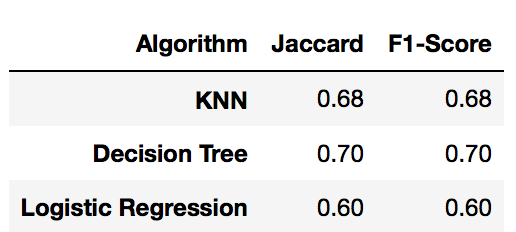 Algorithm Jaccard F1-Score
KNN 0.68 0.68
Decision Tree 0.70 0.70
Logistic Regression 0.60 0.60